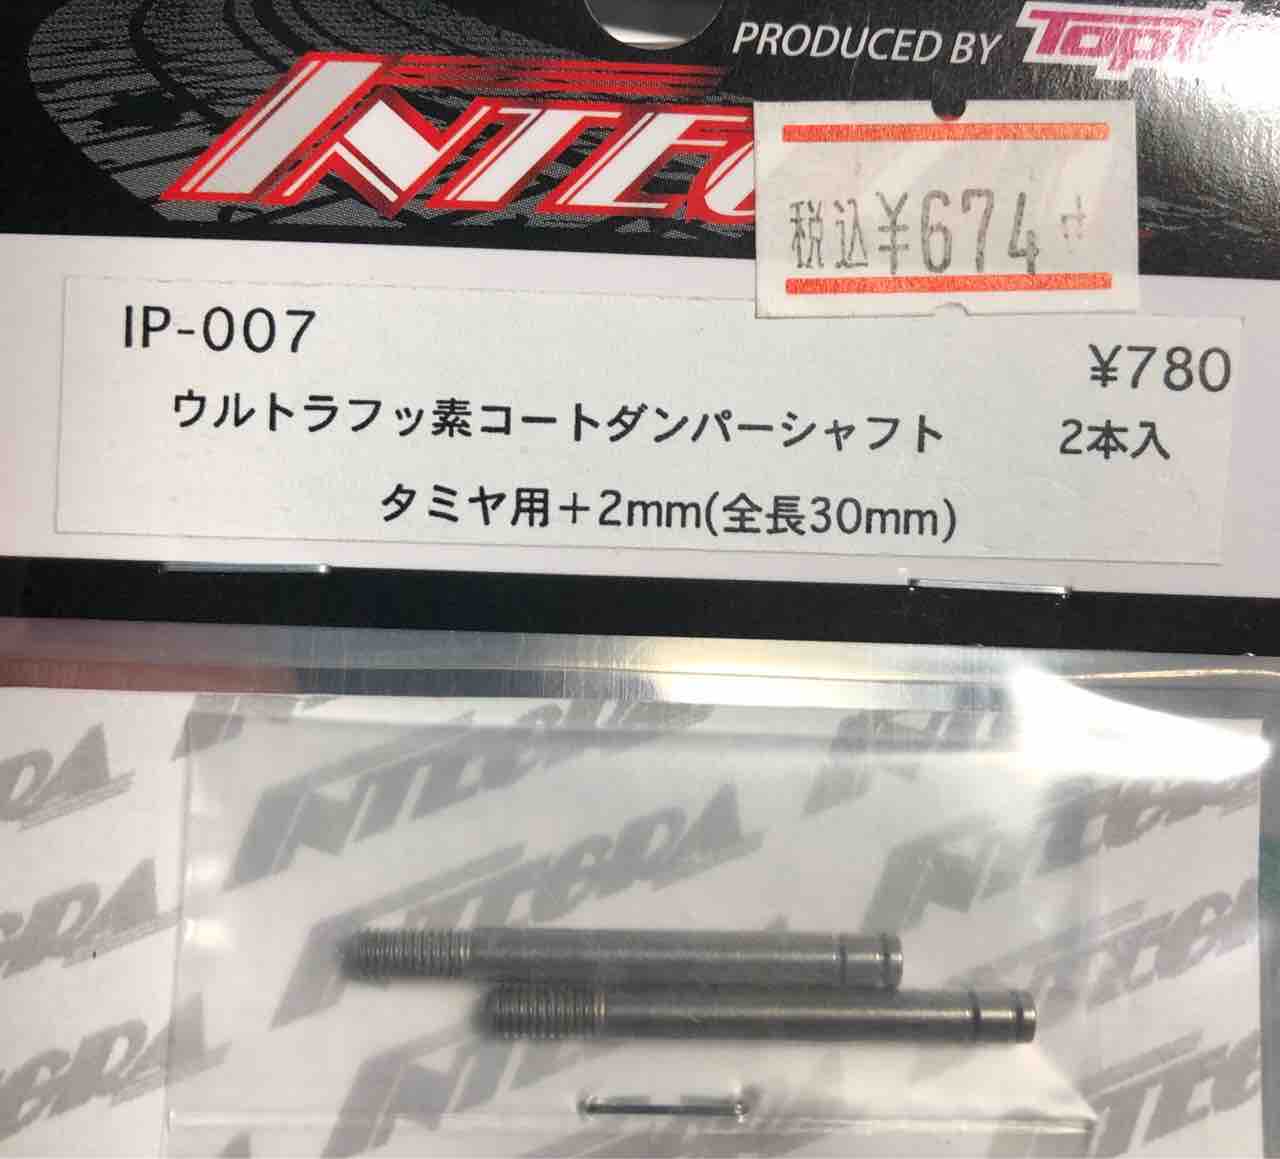 PRODUCED BY
税込¥674
IP-007
¥780
ウルトラフッ素コートダンパーシャフト 2本入
タミヤ用+2mm(全長30mm)
INTEGRA
INTEGRA